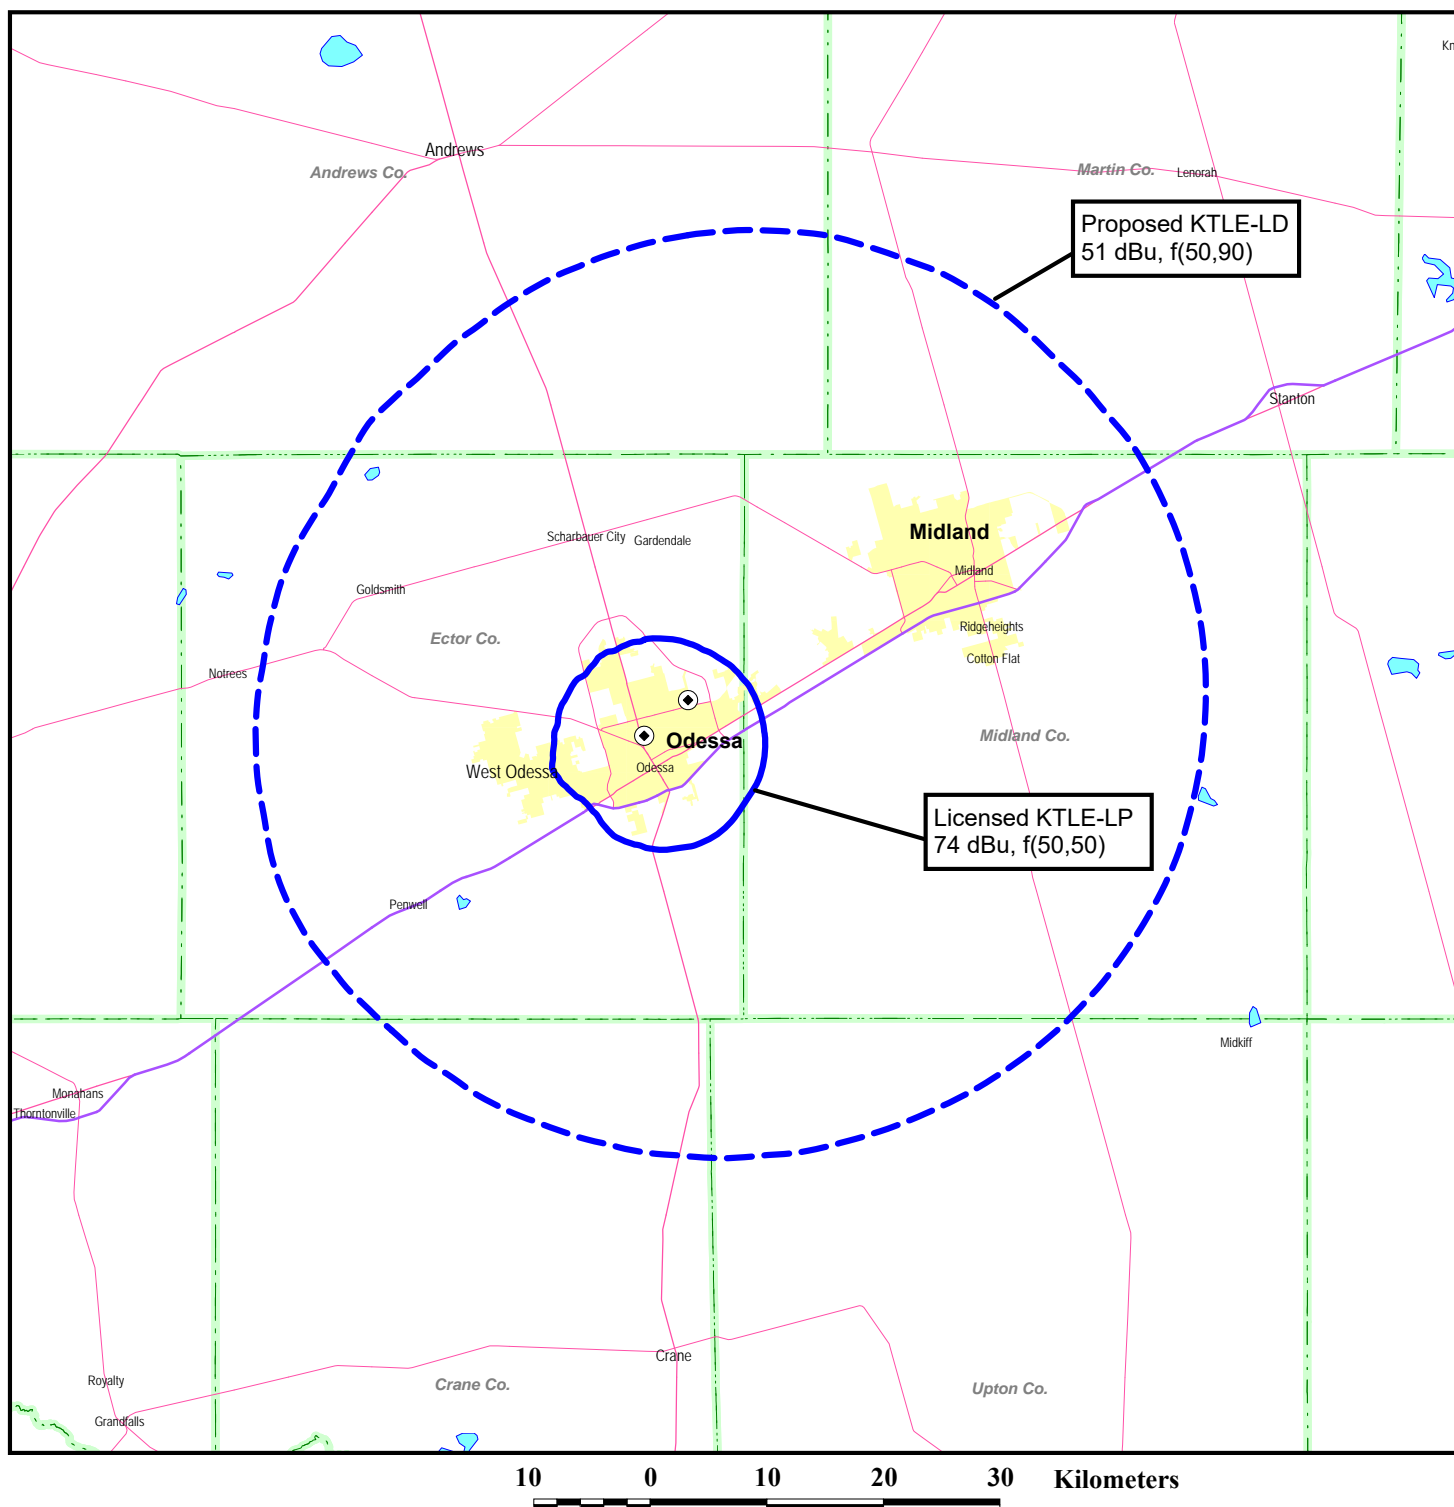 Kn
Andrews
Andrews Co.
Martin Co.
Lenorah
Proposed KTLE-LD
51 dBu, f(50,90)
Stanton
Midland
Scharbauer City
Gardendale
Midland
Goldsmith
Ector Co.
Ridgeheights
Cotton Flat
Notrees
Odessa
Midland Co.
West Odessa
Odessa
Licensed KTLE-LP
74 dBu, f(50,50)
Penwell
Midkiff
Monahans
Thorntonville
Crane
Royalty
Crane Co.
Upton Co.
Grandfalls
10 0 10 20 30 Kilometers